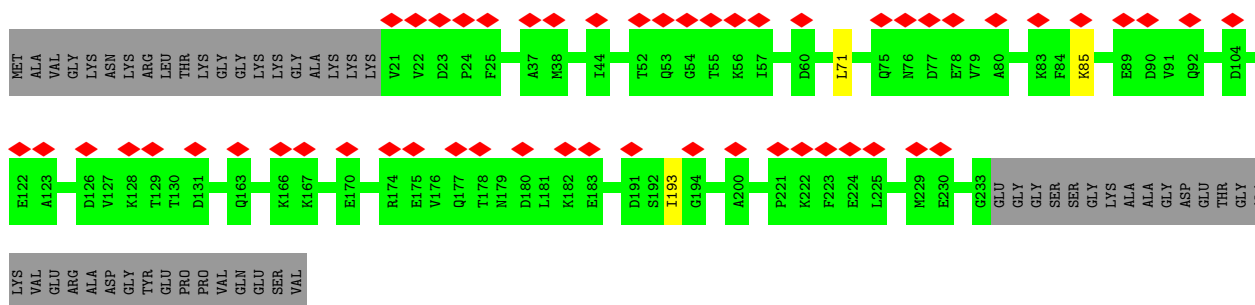 MET ALA VAL GLY LYS ASN LYS ARG LEU THR LYS GLY GLY LYS LYS GLY ALA LYS LYS LYS V21 V22 D23 P24 F25 A37 M38 I44 T52 Q53 G54 T55 K56 I57 D60 L71 Q75 N76 D77 E78 V79 A80 K83 F84 K85 E89 D90 V91 Q92 D104
E122 A123 D126 V127 K128 T129 T130 D131 Q163 K166 K167 E170 R174 E175 V176 Q177 T178 N179 D180 L181 K182 E183 D191 S192 I193 G194 A200 P221 K222 F223 E224 L225 M229 E230 G233 GLU GLY GLY SER SER GLY LYS ALA ALA GLY ASP GLU THR GLY
LYS VAL GLU ARG ALA ASP GLY TYR GLU PRO PRO VAL GLN GLU SER VAL